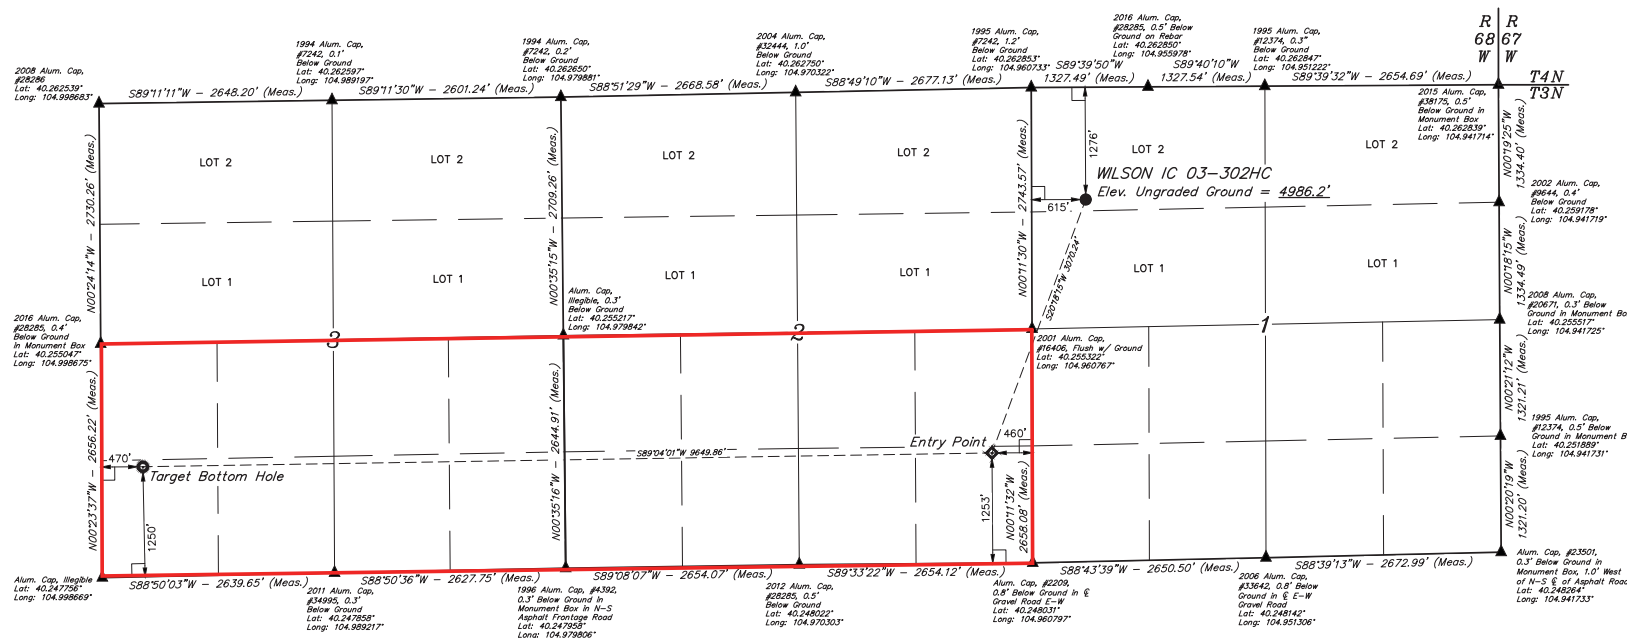 R R
68 67
W W
T4N
T3N
2008 Alum. Cap,
#28286
Lat: 40.262539°
Long: 104.998683°
1994 Alum. Cap,
#7242, 0.1'
Below Ground
Lat: 40.262597°
Long: 104.989197°
1994 Alum. Cap,
#7242, 0.2'
Below Ground
Lat: 40.262650°
Long: 104.979881°
2004 Alum. Cap,
#32444, 1.0'
Below Ground
Lat: 40.262750°
Long: 104.970322°
1995 Alum. Cap,
#7242, 1.2'
Below Ground
Lat: 40.262853°
Long: 104.960733°
2016 Alum. Cap,
#28285, 0.5' Below
Ground on Rebar
Lat: 40.262850°
Long: 104.955978°
1995 Alum. Cap,
#12374, 0.3"
Below Ground
Lat: 40.262847°
Long: 104.951222°
2015 Alum. Cap,
#38175, 0.5'
Below Ground in
Monument Box
Lat: 40.262839°
Long: 104.941714°
S89°11'11"W - 2648.20' (Meas.)
S89°11'30"W - 2601.24' (Meas.)
S88°51'29"W - 2668.58' (Meas.)
S88°49'10"W - 2677.13' (Meas.)
S89°39'50"W
1327.49' (Meas.)
S89°40'10"W
1327.54' (Meas.)
S89°39'32"W - 2654.69' (Meas.)
N00°24'14"W - 2730.26' (Meas.)
N00°35'15"W - 2709.26' (Meas.)
N00°11'30"W - 2743.57' (Meas.)
N00°19'25"W
1334.40' (Meas.)
LOT 2
LOT 2
LOT 2
LOT 2
LOT 2
LOT 2
1276'
WILSON IC 03-302HC
Elev. Ungraded Ground = 4986.2'
615'
2002 Alum. Cap,
#9644, 0.4'
Below Ground
Lat: 40.259178°
Long: 104.941719°
S20°18'15"W 3070.24'
N00°18'15"W
1334.49' (Meas.)
LOT 1
LOT 1
LOT 1
LOT 1
LOT 1
LOT 1
2016 Alum. Cap,
#28285, 0.4'
Below Ground
in Monument Box
Lat: 40.255047°
Long: 104.998675°
Alum. Cap,
Illegible, 0.3'
Below Ground
Lat: 40.255217°
Long: 104.979842°
2001 Alum. Cap,
#16406, Flush w/ Ground
Lat: 40.255322°
Long: 104.960767°
2008 Alum. Cap,
#20671, 0.3' Below
Ground in Monument Bo
Lat: 40.255517°
Long: 104.941725°
3
2
1
N00°23'37"W - 2656.22' (Meas.)
N00°35'16"W - 2644.91' (Meas.)
N00°11'32"W
2658.08' (Meas.)
N00°21'12"W
1321.21' (Meas.)
N00°20'19"W
1321.20' (Meas.)
1995 Alum. Cap,
#12374, 0.5' Below
Ground in Monument B
Lat: 40.251889°
Long: 104.941731°
470'
Target Bottom Hole
1250'
S89°04'01"W 9649.86'
Entry Point
460'
1253'
Alum. Cap, Illegible
Lat: 40.247756°
Long: 104.998669°
S88°50'03"W - 2639.65' (Meas.)
S88°50'36"W - 2627.75' (Meas.)
S89°08'07"W - 2654.07' (Meas.)
S89°33'22"W - 2654.12' (Meas.)
S88°43'39"W - 2650.50' (Meas.)
S88°39'13"W - 2672.99' (Meas.)
2011 Alum. Cap,
#34995, 0.3'
Below Ground
Lat: 40.247858°
Long: 104.989217°
1996 Alum. Cap, #4392,
0.3' Below Ground in
Monument Box in N-S
Asphalt Frontage Road
Lat: 40.247958°
Long: 104.979806°
2012 Alum. Cap,
#28285, 0.5'
Below Ground
Lat: 40.248022°
Long: 104.970303°
Alum. Cap, #2209,
0.8' Below Ground in ℄
Gravel Road E-W
Lat: 40.248031°
Long: 104.960797°
2006 Alum. Cap,
#33642, 0.8' Below
Ground in ℄ E-W
Gravel Road
Lat: 40.248142°
Long: 104.951306°
Alum. Cap, #23501,
0.3' Below Ground in
Monument Box, 1.0' West
of N-S ℄ of Asphalt Road
Lat: 40.248264°
Long: 104.941733°